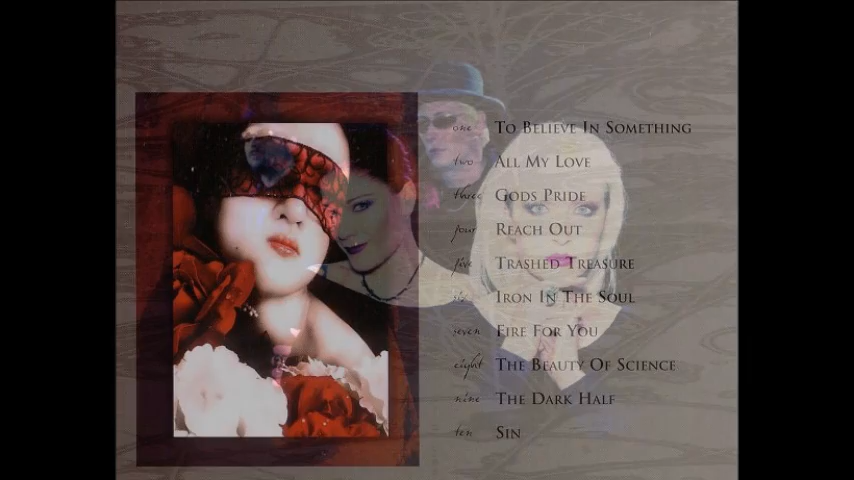 one To Believe In Something
two All My Love
three Gods Pride
four Reach Out
five Trashed Treasure
six Iron In The Soul
seven Fire For You
eight The Beauty Of Science
nine The Dark Half
ten Sin